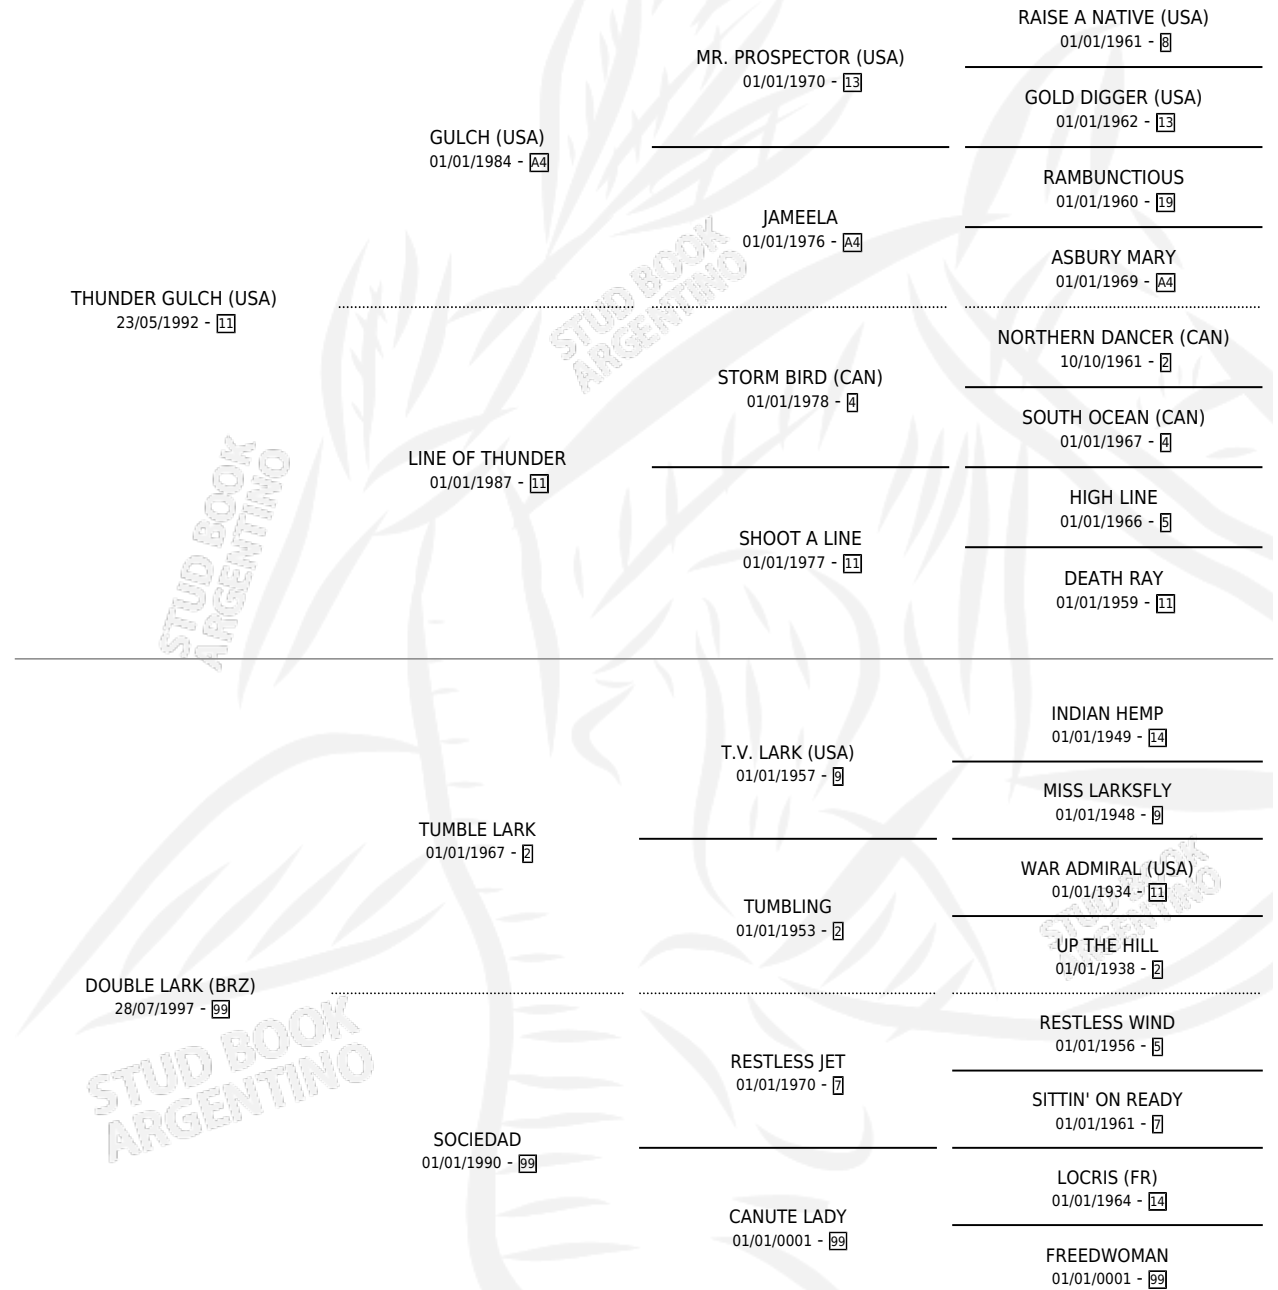 RAISE A NATIVE (USA)
01/01/1961 - 8
MR. PROSPECTOR (USA)
01/01/1970 - 13
GOLD DIGGER (USA)
01/01/1962 - 13
GULCH (USA)
01/01/1984 - A4
RAMBUNCTIOUS
01/01/1960 - 19
JAMEELA
01/01/1976 - A4
ASBURY MARY
01/01/1969 - A4
THUNDER GULCH (USA)
23/05/1992 - 11
NORTHERN DANCER (CAN)
10/10/1961 - 2
STORM BIRD (CAN)
01/01/1978 - 4
SOUTH OCEAN (CAN)
01/01/1967 - 4
LINE OF THUNDER
01/01/1987 - 11
HIGH LINE
01/01/1966 - 5
SHOOT A LINE
01/01/1977 - 11
DEATH RAY
01/01/1959 - 11
INDIAN HEMP
01/01/1949 - 14
T.V. LARK (USA)
01/01/1957 - 9
MISS LARKSFLY
01/01/1948 - 9
TUMBLE LARK
01/01/1967 - 2
WAR ADMIRAL (USA)
01/01/1934 - 11
TUMBLING
01/01/1953 - 2
UP THE HILL
01/01/1938 - 2
DOUBLE LARK (BRZ)
28/07/1997 - 99
RESTLESS WIND
01/01/1956 - 5
RESTLESS JET
01/01/1970 - 7
SITTIN' ON READY
01/01/1961 - 7
SOCIEDAD
01/01/1990 - 99
LOCRIS (FR)
01/01/1964 - 14
CANUTE LADY
01/01/0001 - 99
FREEDWOMAN
01/01/0001 - 99
STUD BOOK
ARGENTINO
STUD BOOK
ARGENTINO
STUD BOOK
ARGENTINO
STUD BOOK
ARGENTINO